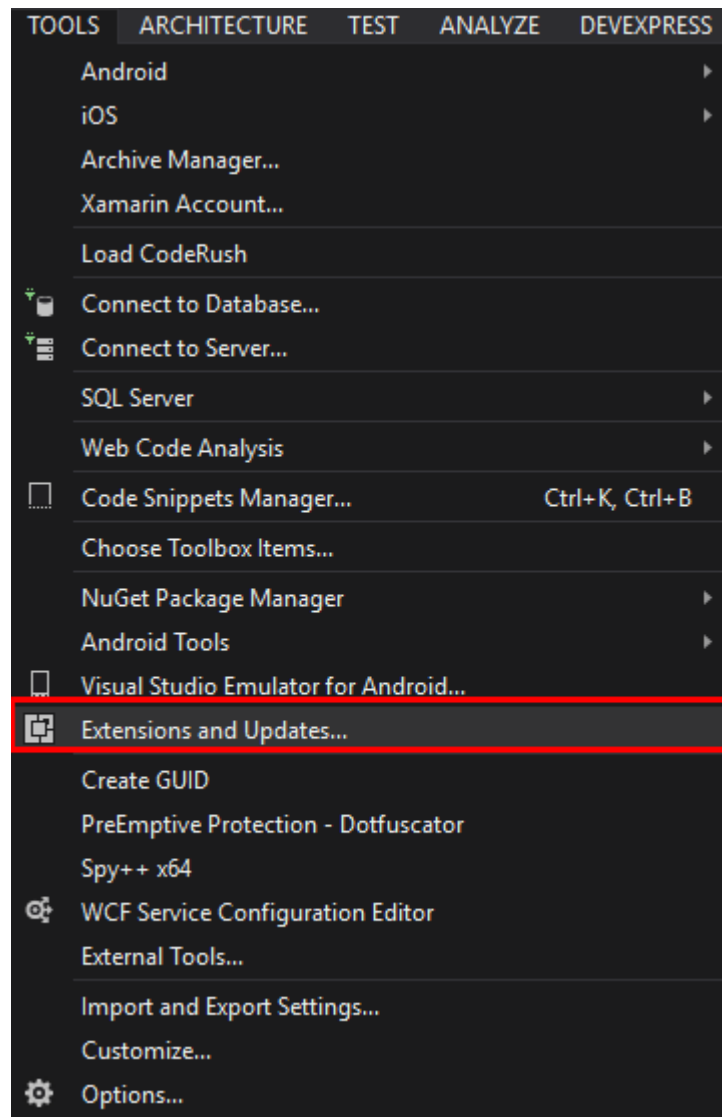 TOOLS ARCHITECTURE TEST ANALYZE DEVEXPRESS
Android
iOS
Archive Manager...
Xamarin Account...
Load CodeRush
Connect to Database...
Connect to Server...
SQL Server
Web Code Analysis
Code Snippets Manager... Ctrl+K, Ctrl+B
Choose Toolbox Items...
NuGet Package Manager
Android Tools
Visual Studio Emulator for Android...
Extensions and Updates...
Create GUID
PreEmptive Protection - Dotfuscator
Spy++ x64
WCF Service Configuration Editor
External Tools...
Import and Export Settings...
Customize...
Options...